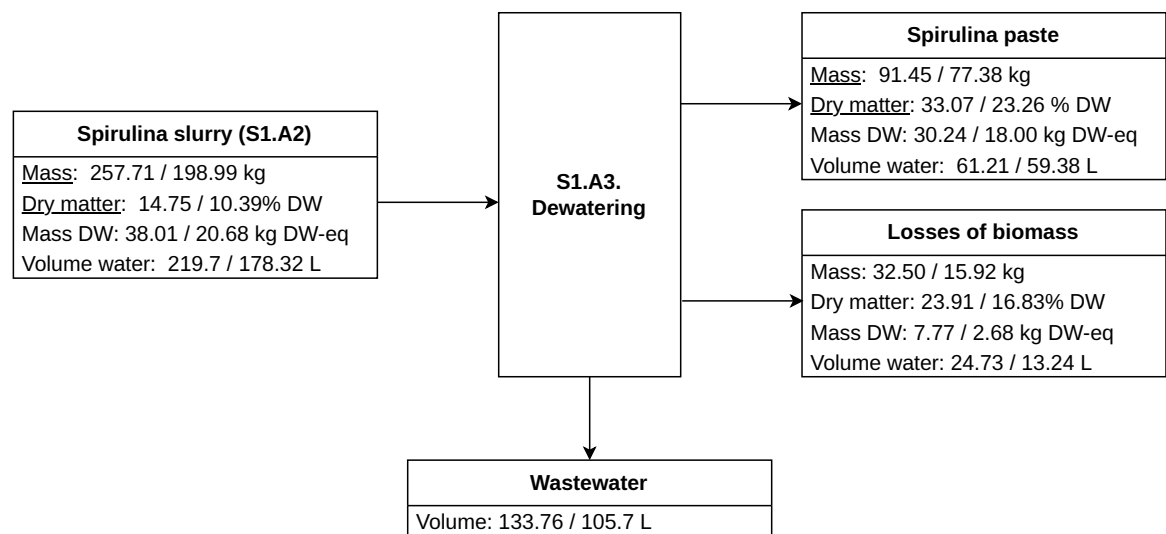 Spirulina slurry (S1.A2)
Mass:  257.71 / 198.99 kg
Dry matter: 14.75 / 10.39% DW
Mass DW: 38.01 / 20.68 kg DW-eq
Volume water:  219.7 / 178.32 L
S1.A3.
Dewatering
Spirulina paste
Mass:  91.45 / 77.38 kg
Dry matter: 33.07 / 23.26 % DW
Mass DW: 30.24 / 18.00 kg DW-eq
Volume water:  61.21 / 59.38 L
Losses of biomass
Mass: 32.50 / 15.92 kg
Dry matter: 23.91 / 16.83% DW
Mass DW: 7.77 / 2.68 kg DW-eq
Volume water: 24.73 / 13.24 L
Wastewater
Volume: 133.76 / 105.7 L